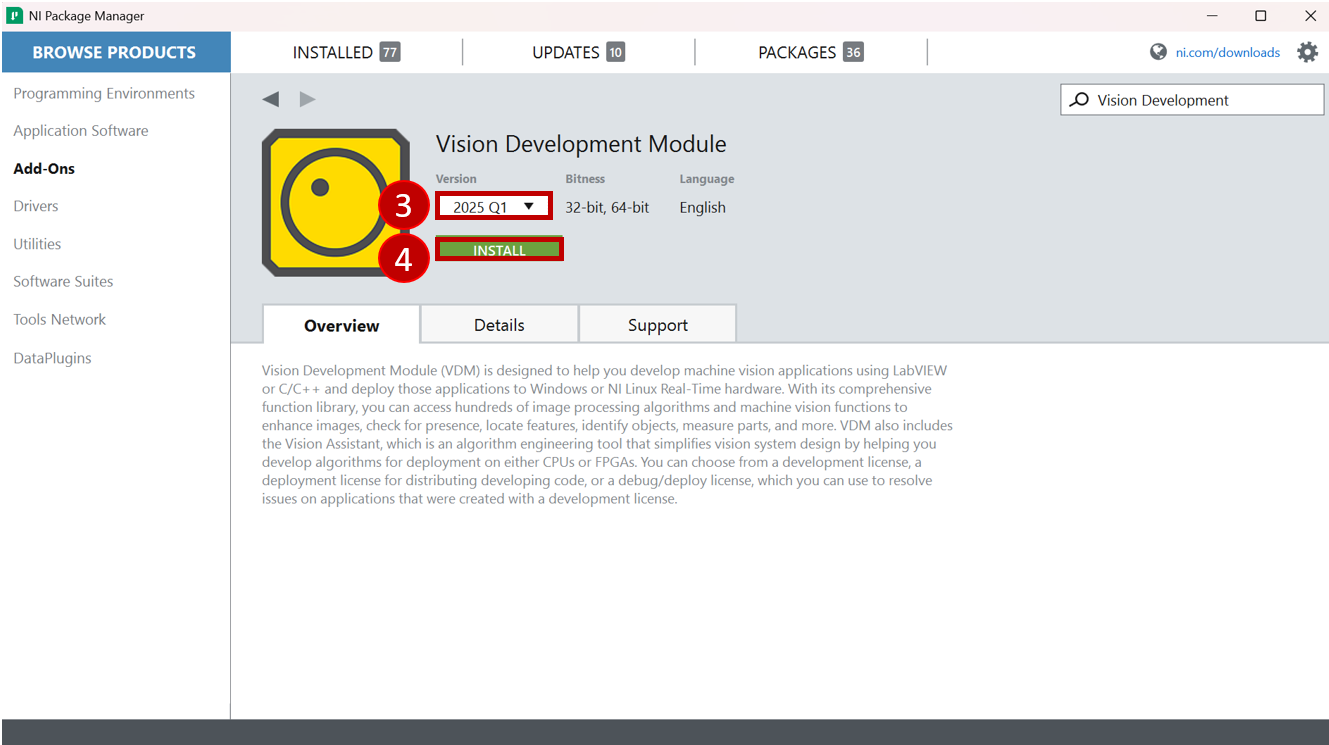 NI Package Manager
BROWSE PRODUCTS
INSTALLED 77
UPDATES 10
PACKAGES 36
ni.com/downloads
Programming Environments
Application Software
Add-Ons
Drivers
Utilities
Software Suites
Tools Network
DataPlugins
Vision Development
Vision Development Module
Version
Bitness
Language
3
2025 Q1
32-bit, 64-bit
English
4
INSTALL
Overview
Details
Support
Vision Development Module (VDM) is designed to help you develop machine vision applications using LabVIEW
or C/C++ and deploy those applications to Windows or NI Linux Real-Time hardware. With its comprehensive
function library, you can access hundreds of image processing algorithms and machine vision functions to
enhance images, check for presence, locate features, identify objects, measure parts, and more. VDM also includes
the Vision Assistant, which is an algorithm engineering tool that simplifies vision system design by helping you
develop algorithms for deployment on either CPUs or FPGAs. You can choose from a development license, a
deployment license for distributing developing code, or a debug/deploy license, which you can use to resolve
issues on applications that were created with a development license.